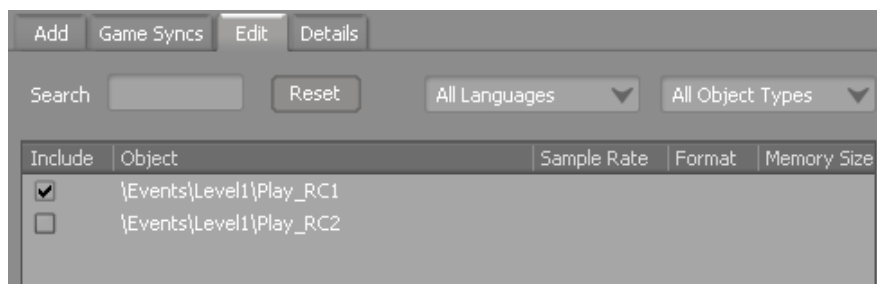 Add Game Syncs Edit Details
Search Reset All Languages All Object Types
Include Object Sample Rate Format Memory Size
\Events\Level1\Play_RC1
\Events\Level1\Play_RC2